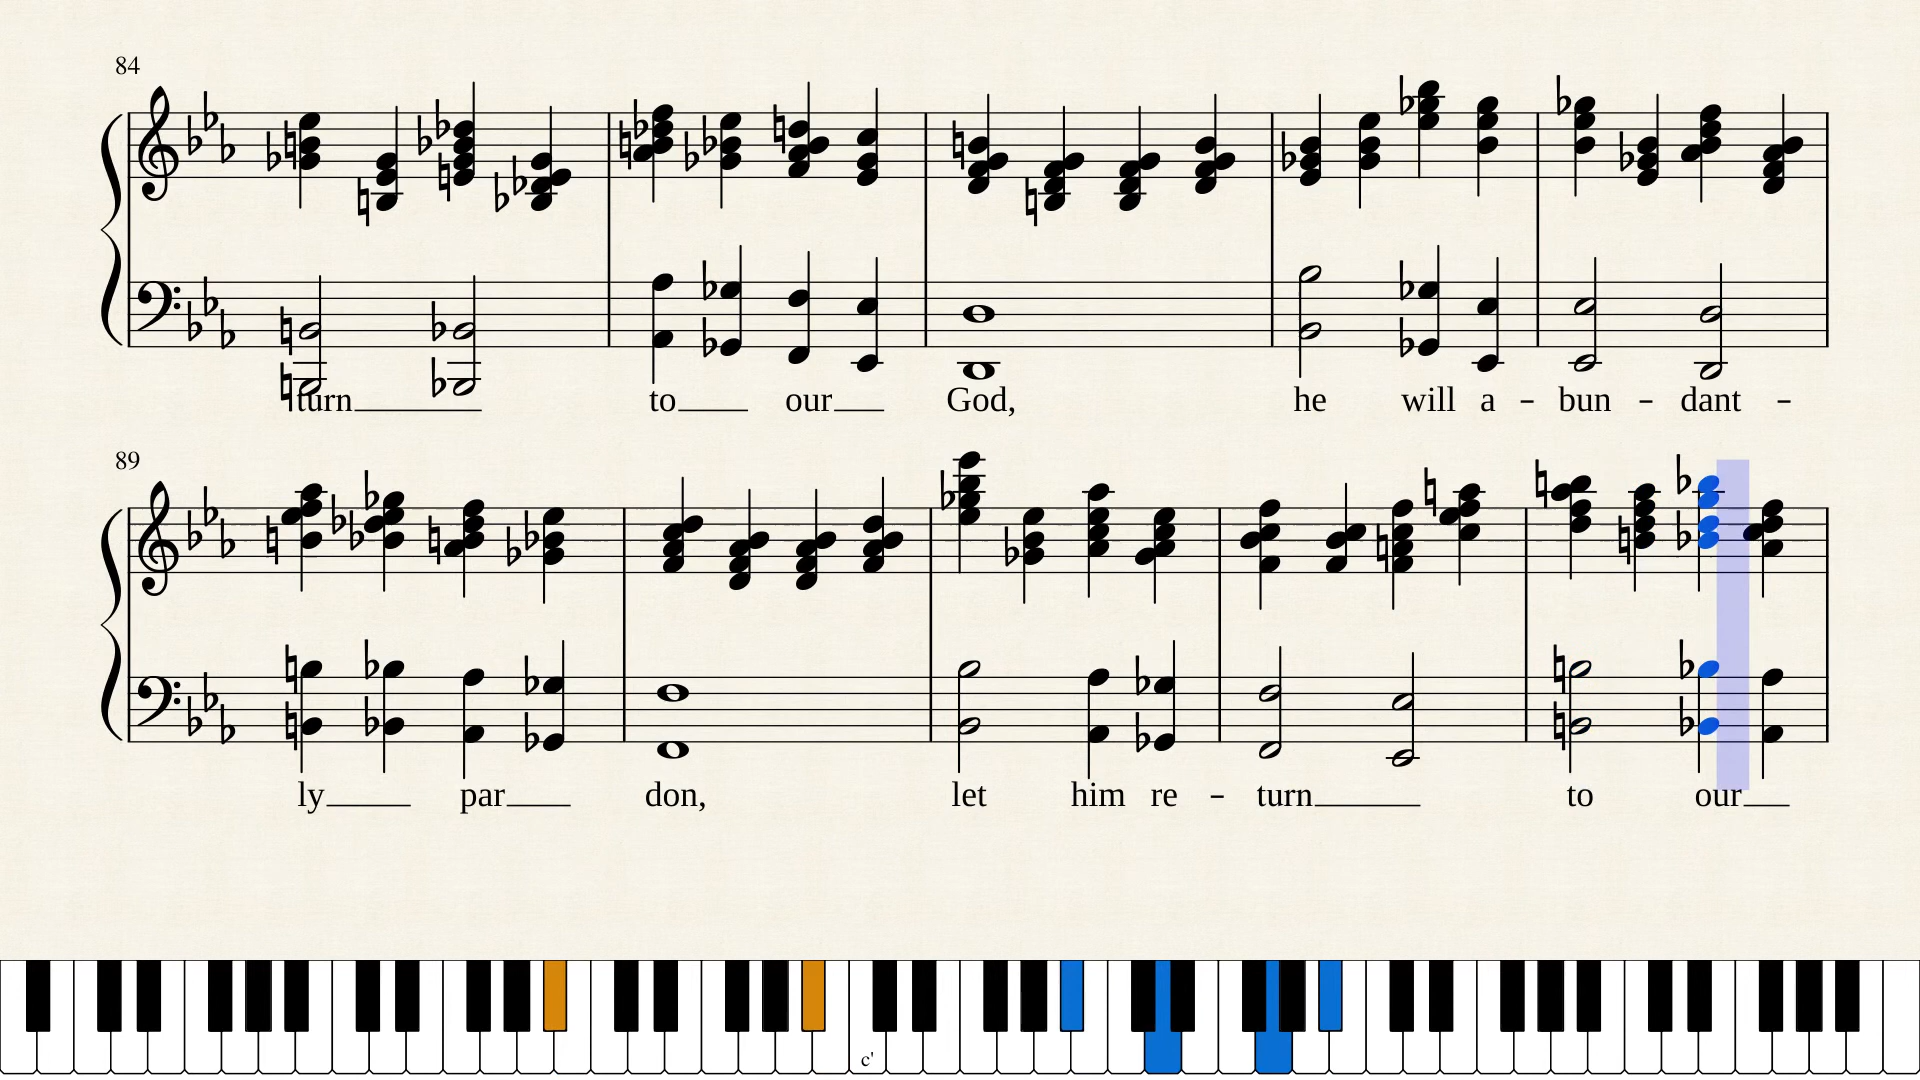 84
turn to our God, he will a - bun - dant -
89
ly par don, let him re - turn to our
c'